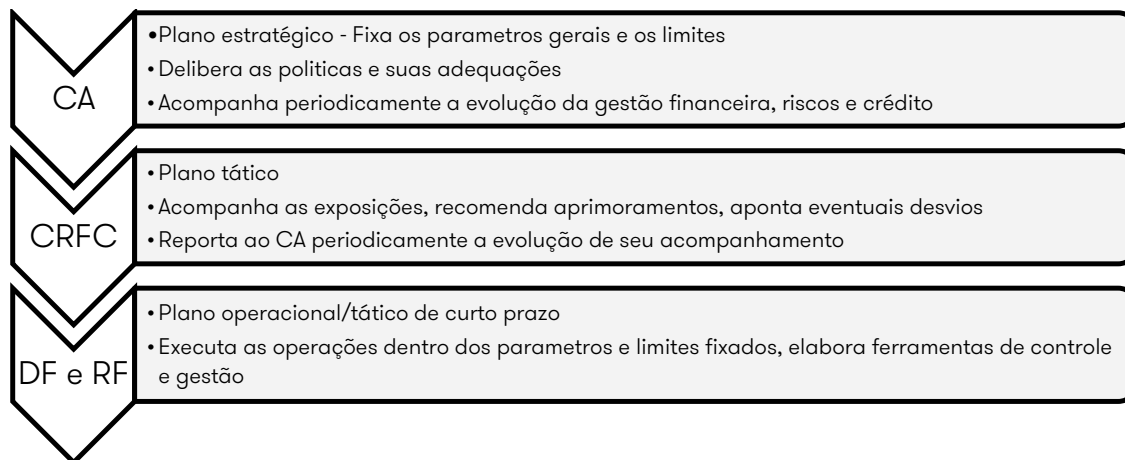 CA
•Plano estratégico - Fixa os parametros gerais e os limites
•Delibera as politicas e suas adequações
•Acompanha periodicamente a evolução da gestão financeira, riscos e crédito
CRFC
•Plano tático
•Acompanha as exposições, recomenda aprimoramentos, aponta eventuais desvios
•Reporta ao CA periodicamente a evolução de seu acompanhamento
DF e RF
•Plano operacional/tático de curto prazo
•Executa as operações dentro dos parametros e limites fixados, elabora ferramentas de controle
e gestão